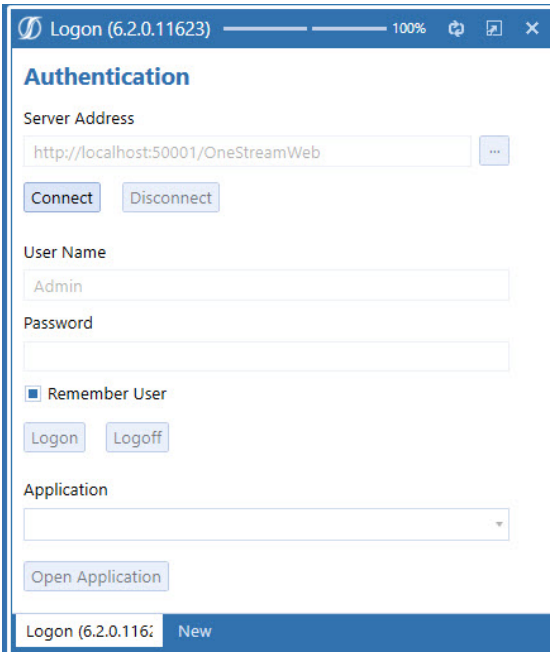 Logon (6.2.0.11623) 100%
Authentication
Server Address
http://localhost:50001/OneStreamWeb ...
Connect Disconnect
User Name
Admin
Password
Remember User
Logon Logoff
Application
Open Application
Logon (6.2.0.1162 New